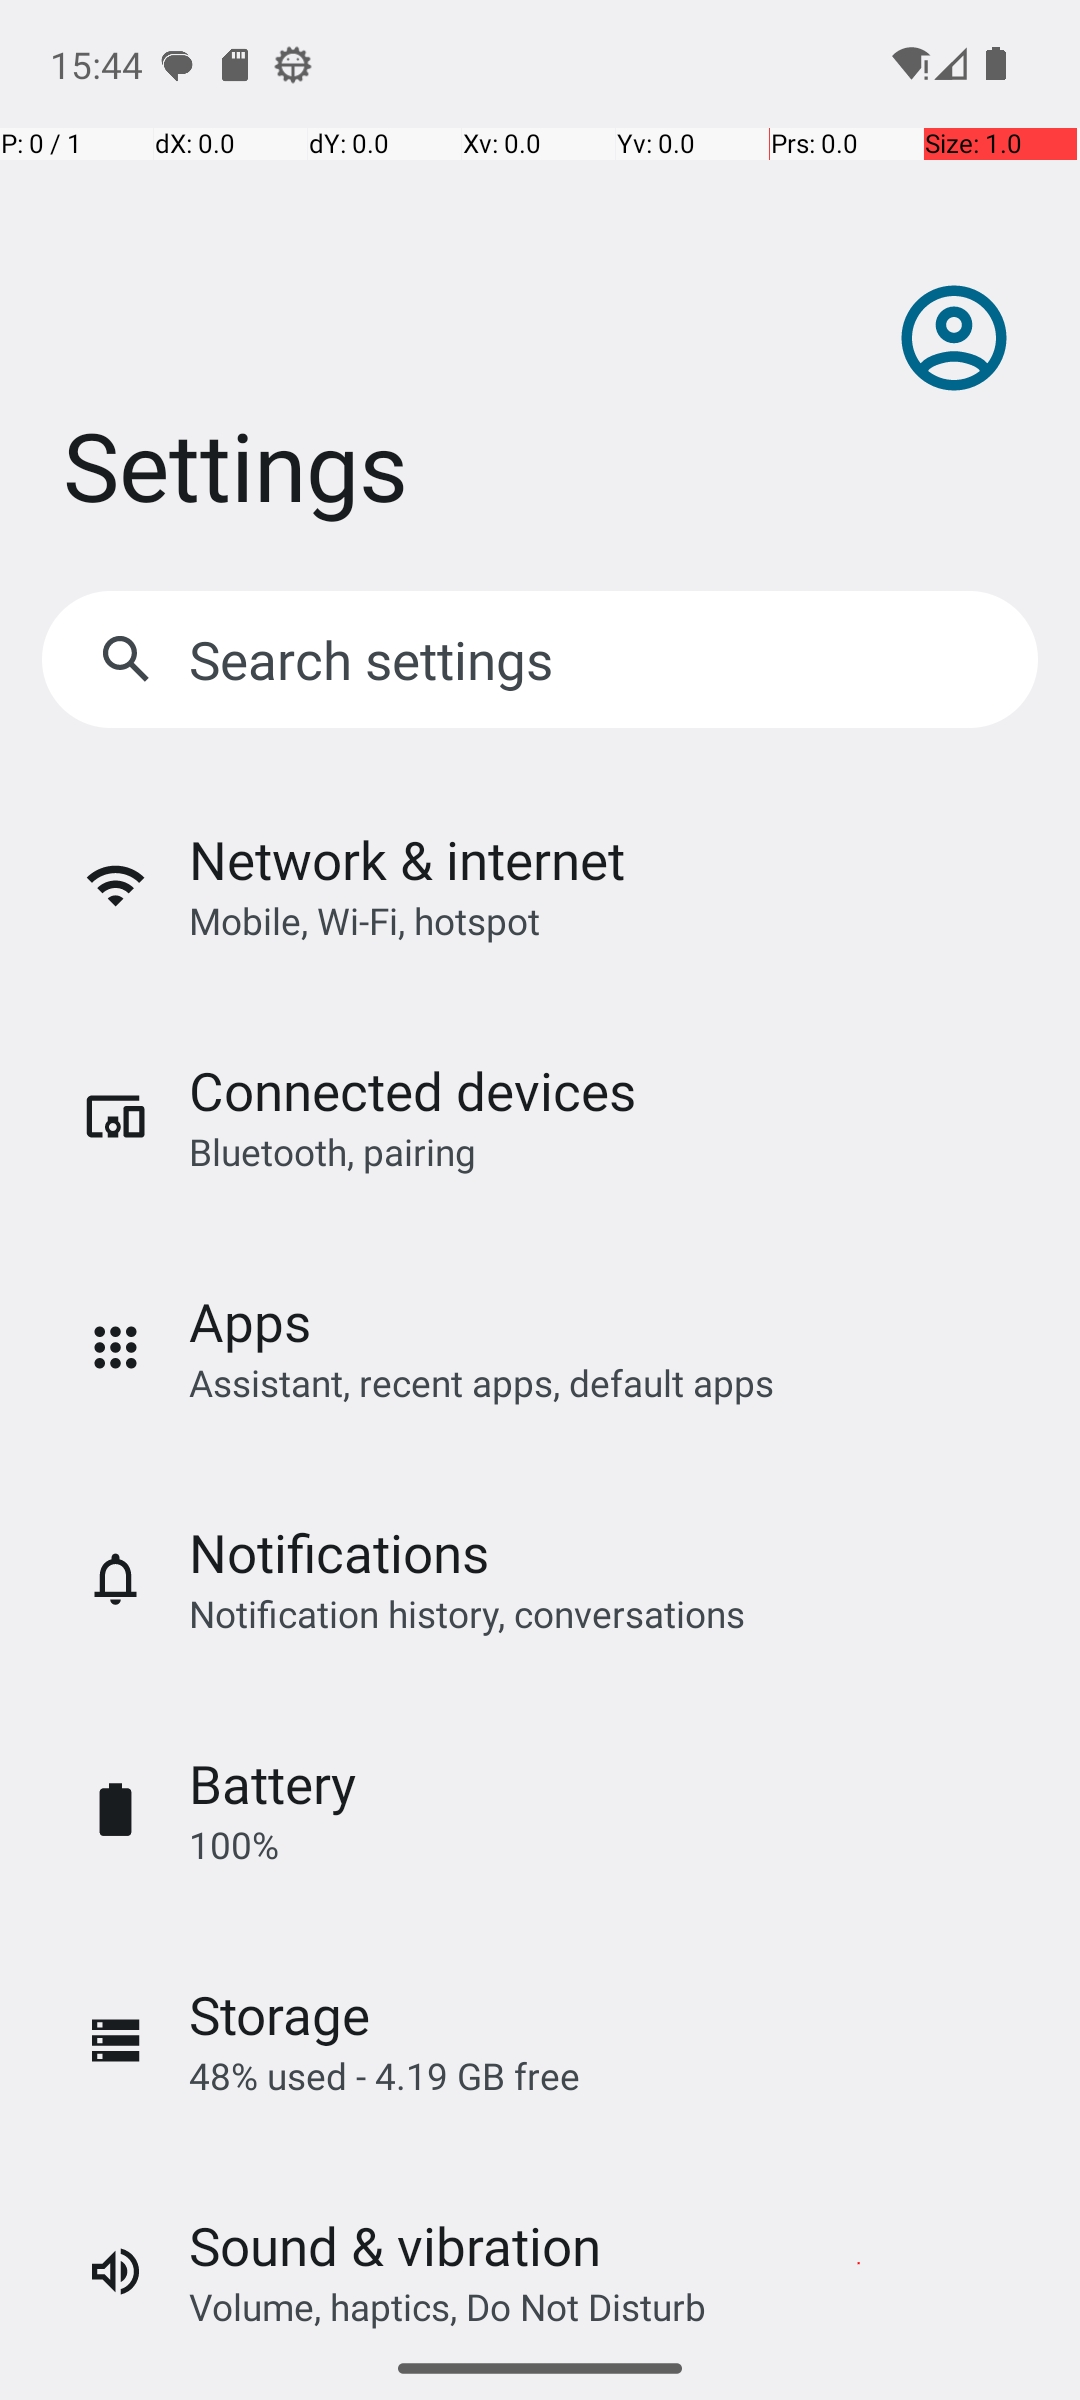 15:44
P: 0 / 1 dX: 0.0 dY: 0.0 Xv: 0.0 Yv: 0.0 Prs: 0.0 Size: 1.0
Settings
Search settings
Network & internet
Mobile, Wi-Fi, hotspot
Connected devices
Bluetooth, pairing
Apps
Assistant, recent apps, default apps
Notifications
Notification history, conversations
Battery
100%
Storage
48% used - 4.19 GB free
Sound & vibration
Volume, haptics, Do Not Disturb